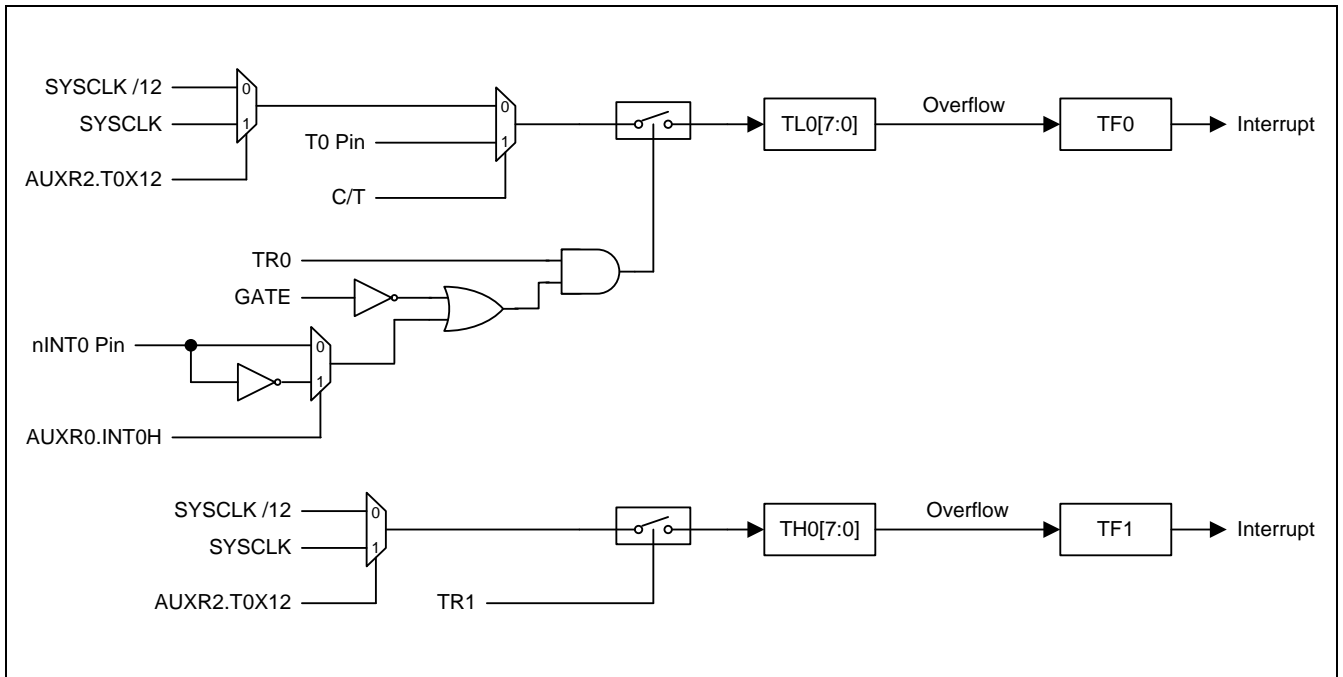 SYSCLK /12
0
SYSCLK
1
AUXR2.T0X12
0
T0 Pin
1
C/T
TL0[7:0]
Overflow
TF0
Interrupt
TR0
GATE
nINT0 Pin
0
1
AUXR0.INT0H
SYSCLK /12
0
SYSCLK
1
AUXR2.T0X12
TR1
TH0[7:0]
Overflow
TF1
Interrupt